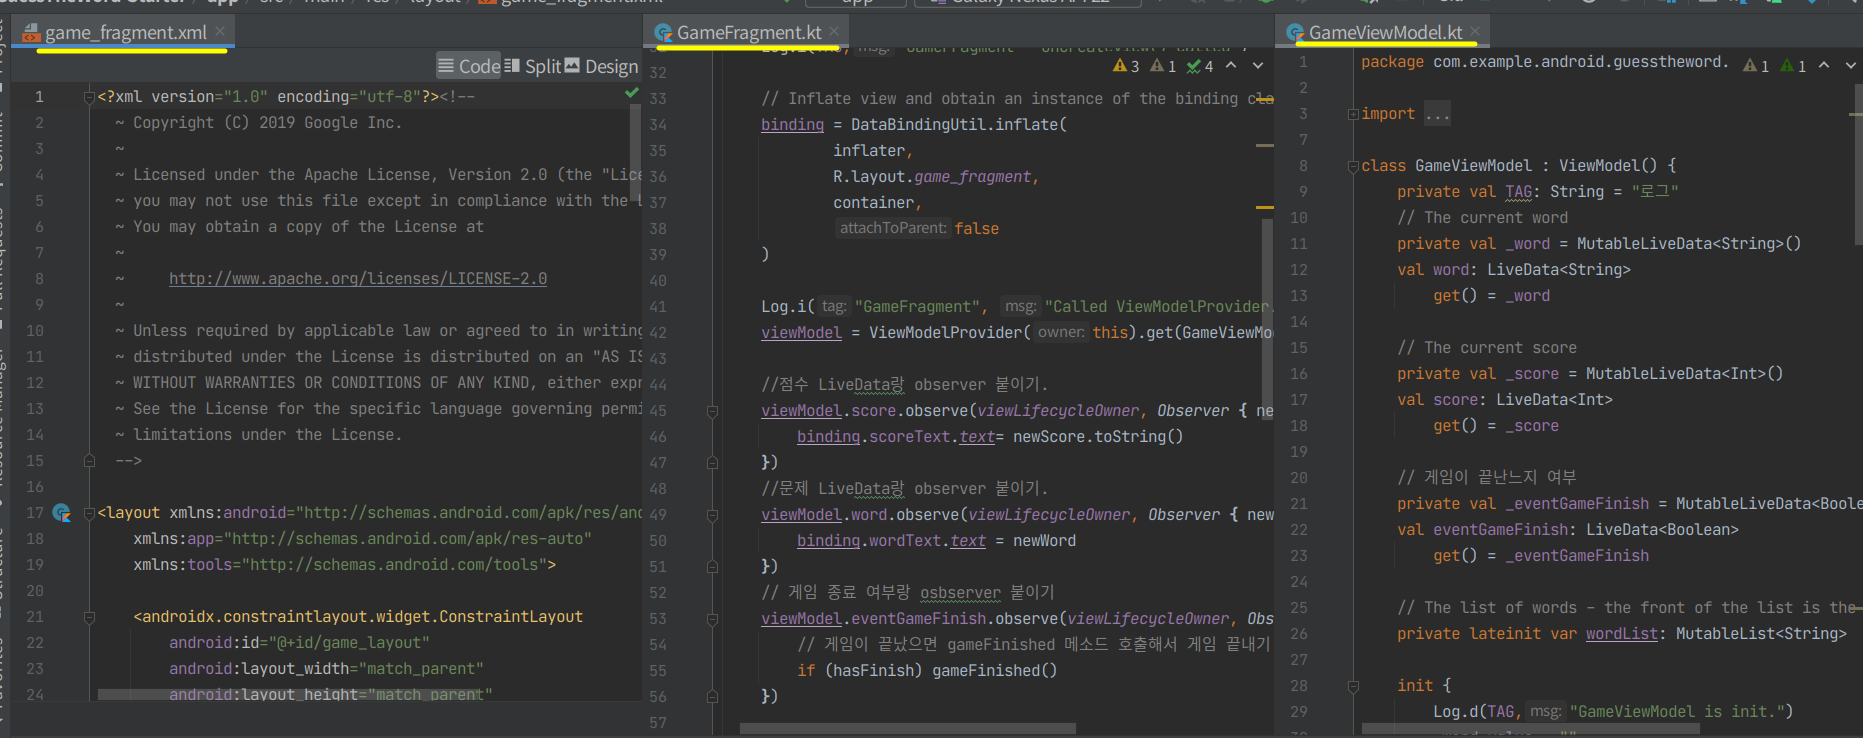 game_fragment.xml
Code Split Design
1 <?xml version="1.0" encoding="utf-8"?><!--
2 ~ Copyright (C) 2019 Google Inc.
3 ~
4 ~ Licensed under the Apache License, Version 2.0 (the "Lice
5 ~ you may not use this file except in compliance with the
6 ~ You may obtain a copy of the License at
7 ~
8 ~ http://www.apache.org/licenses/LICENSE-2.0
9 ~
10 ~ Unless required by applicable law or agreed to in writing
11 ~ distributed under the License is distributed on an "AS IS
12 ~ WITHOUT WARRANTIES OR CONDITIONS OF ANY KIND, either expr
13 ~ See the License for the specific language governing permi
14 ~ limitations under the License.
15 -->
16
17 <layout xmlns:android="http://schemas.android.com/apk/res/and
18 xmlns:app="http://schemas.android.com/apk/res-auto"
19 xmlns:tools="http://schemas.android.com/tools">
20
21 <androidx.constraintlayout.widget.ConstraintLayout
22 android:id="@+id/game_layout"
23 android:layout_width="match_parent"
24 android:layout_height="match_parent"
GameFragment.kt
3 1 4
32
33 // Inflate view and obtain an instance of the binding cla
34 binding = DataBindingUtil.inflate(
35 inflater,
36 R.layout.game_fragment,
37 container,
38 attachToParent: false
39 )
40
41 Log.i( tag: "GameFragment", msg: "Called ViewModelProvider.
42 viewModel = ViewModelProvider( owner: this).get(GameViewMo
43
44 //점수 LiveData랑 observer 붙이기.
45 viewModel.score.observe(viewLifecycleOwner, Observer { ne
46 binding.scoreText.text= newScore.toString()
47 })
48 //문제 LiveData랑 observer 붙이기.
49 viewModel.word.observe(viewLifecycleOwner, Observer { new
50 binding.wordText.text = newWord
51 })
52 // 게임 종료 여부랑 osbserver 붙이기
53 viewModel.eventGameFinish.observe(viewLifecycleOwner, Obs
54 // 게임이 끝났으면 gameFinished 메소드 호출해서 게임 끝내기
55 if (hasFinish) gameFinished()
56 })
57
GameViewModel.kt
1 package com.example.android.guesstheword. 1 1
2
3 import ...
7
8 class GameViewModel : ViewModel() {
9 private val TAG: String = "로그"
10 // The current word
11 private val _word = MutableLiveData<String>()
12 val word: LiveData<String>
13 get() = _word
14
15 // The current score
16 private val _score = MutableLiveData<Int>()
17 val score: LiveData<Int>
18 get() = _score
19
20 // 게임이 끝난느지 여부
21 private val _eventGameFinish = MutableLiveData<Boole
22 val eventGameFinish: LiveData<Boolean>
23 get() = _eventGameFinish
24
25 // The list of words - the front of the list is the
26 private lateinit var wordList: MutableList<String>
27
28 init {
29 Log.d(TAG, msg: "GameViewModel is init.")